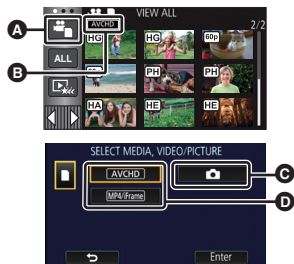 AVCHD
VIEW ALL
2/2
A
B
ALL
HG
HG
60p
PH
PH
HA
HE
HE
SELECT MEDIA, VIDEO/PICTURE
AVCHD
MP4/iFrame
C
D
Enter